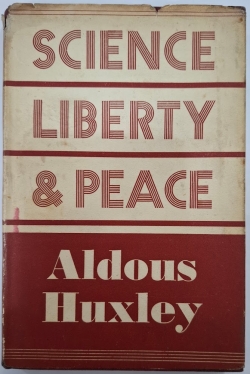 SCIENCE
LIBERTY
& PEACE
Aldous
Huxley